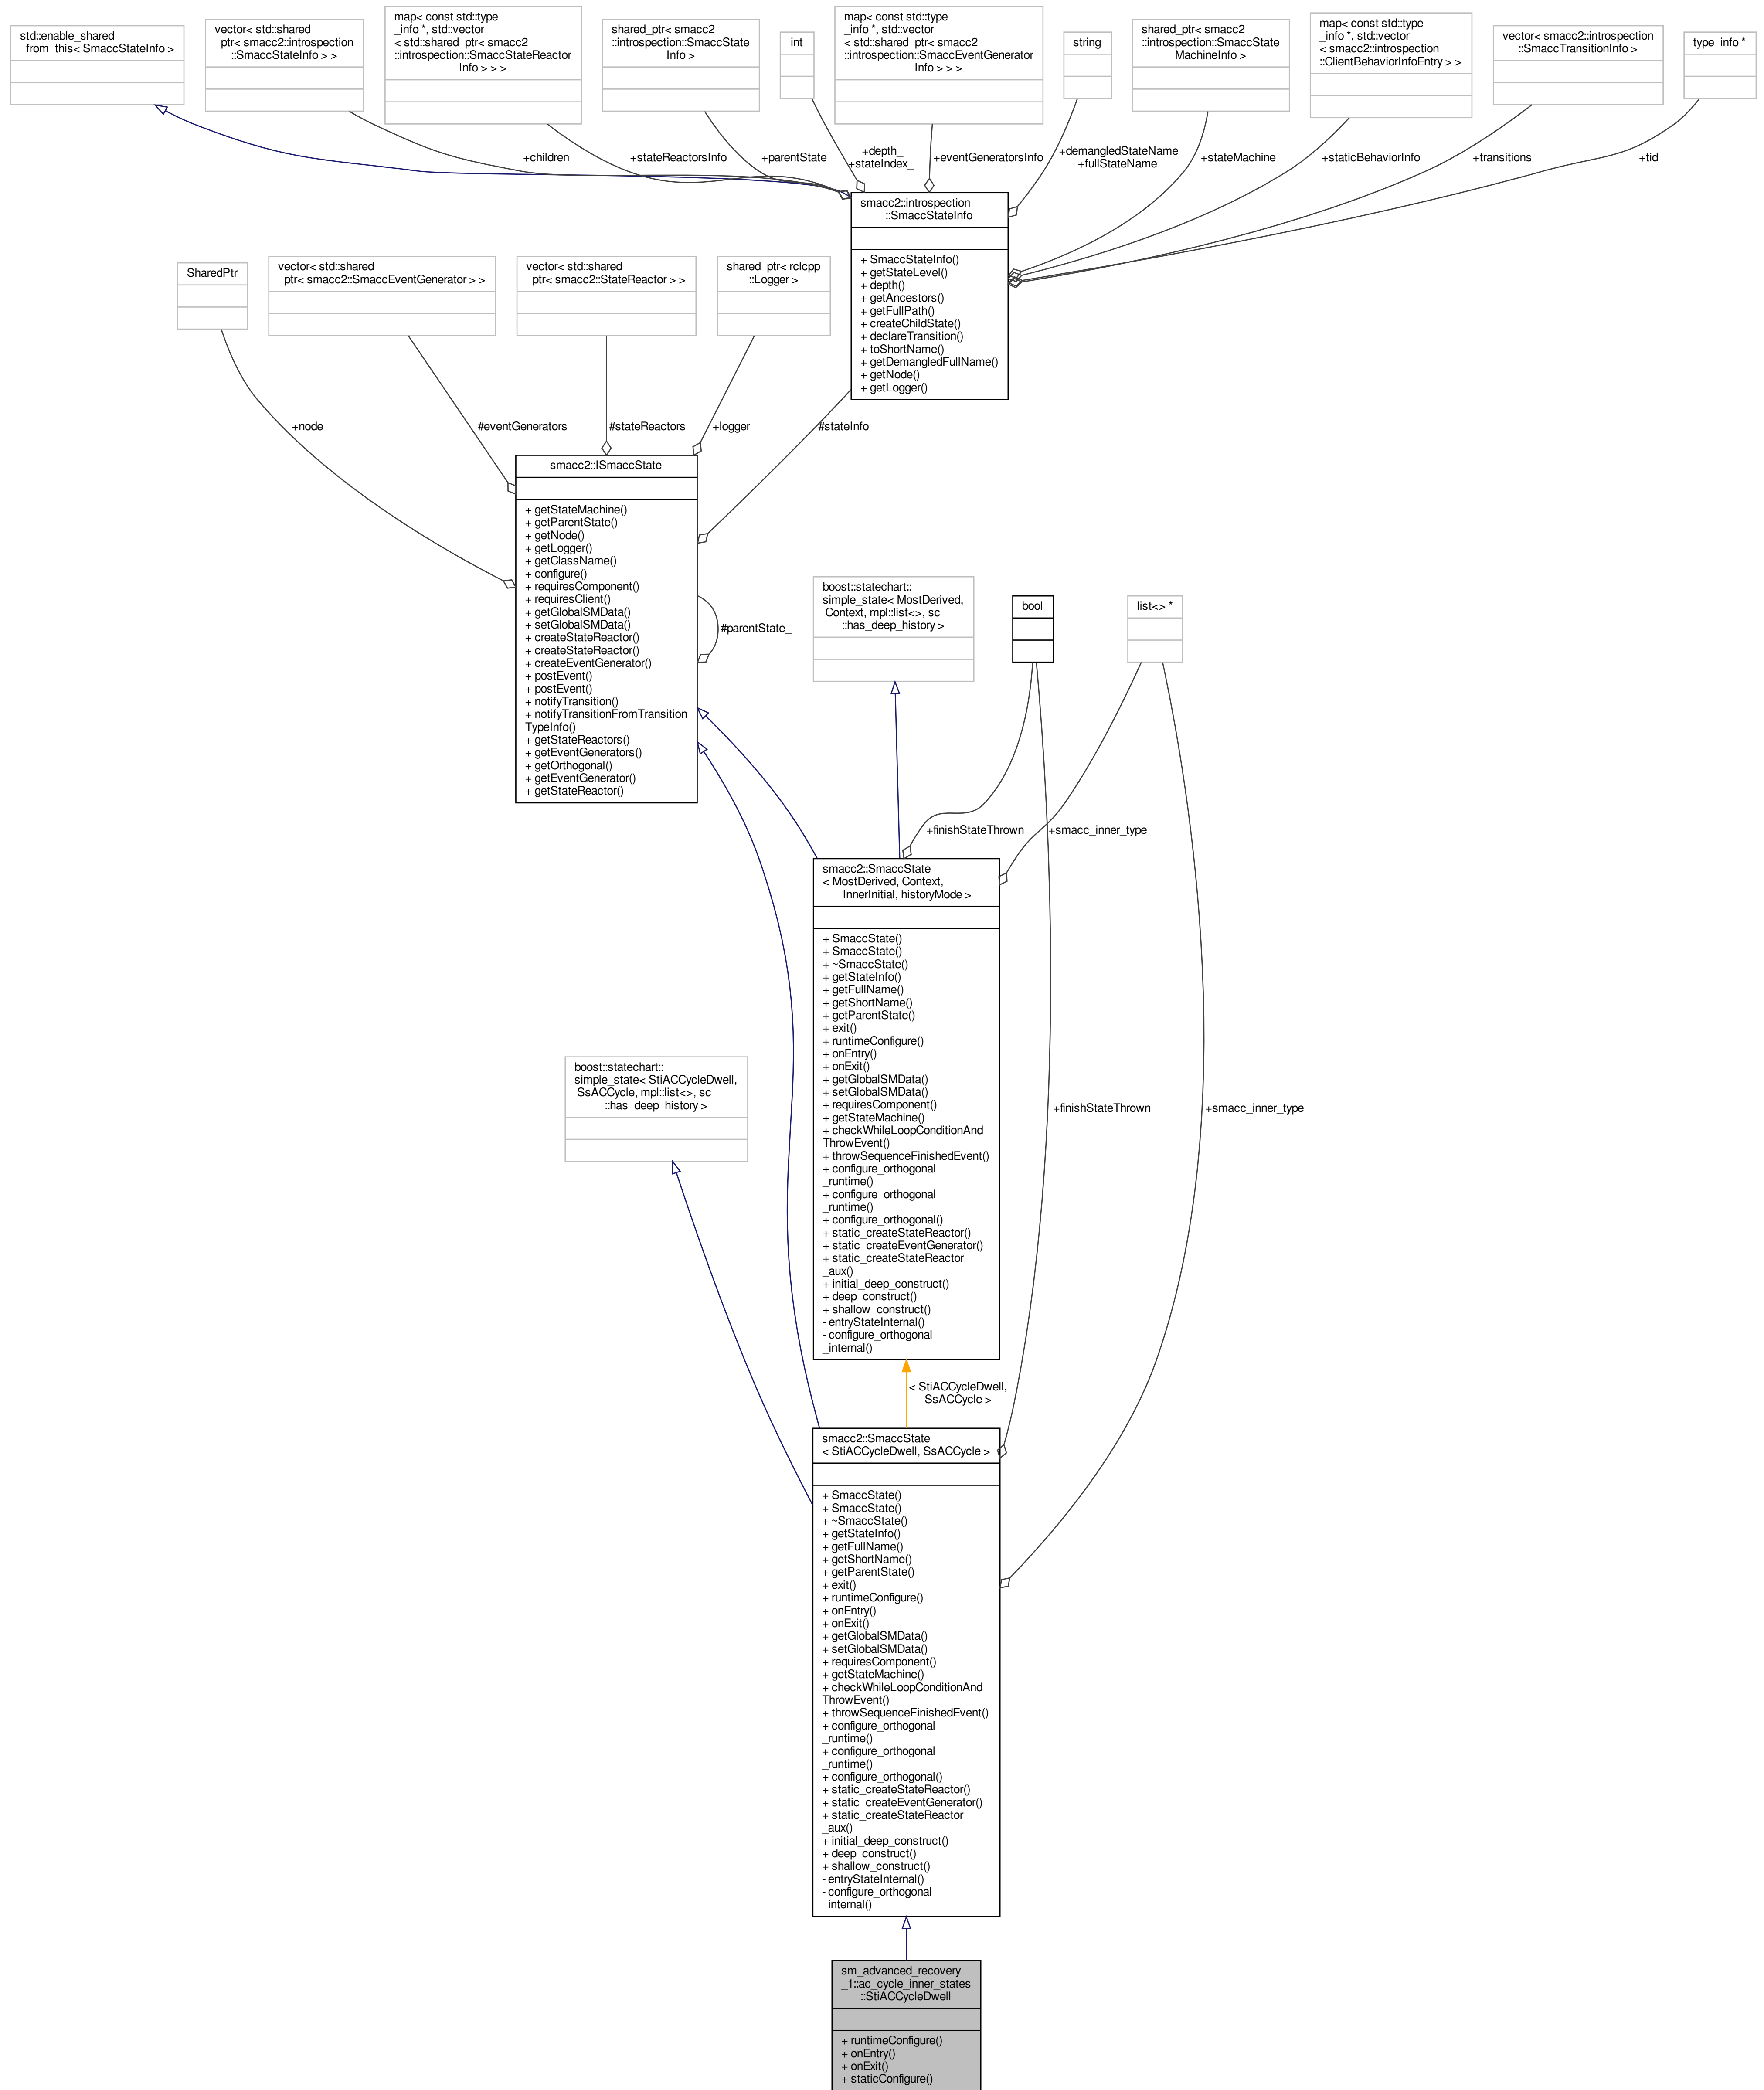 std::enable_shared
_from_this< SmaccStateInfo >
vector< std::shared
_ptr< smacc2::introspection
::SmaccStateInfo > >
map< const std::type
_info *, std::vector
< std::shared_ptr< smacc2
::introspection::SmaccStateReactor
Info > > >
shared_ptr< smacc2
::introspection::SmaccState
Info >
int
map< const std::type
_info *, std::vector
< std::shared_ptr< smacc2
::introspection::SmaccEventGenerator
Info > > >
string
shared_ptr< smacc2
::introspection::SmaccState
MachineInfo >
map< const std::type
_info *, std::vector
< smacc2::introspection
::ClientBehaviorInfoEntry > >
vector< smacc2::introspection
::SmaccTransitionInfo >
type_info *
+children_
+stateReactorsInfo
+parentState_
+depth_
+stateIndex_
+eventGeneratorsInfo
+demangledStateName
+fullStateName
+stateMachine_
+staticBehaviorInfo
+transitions_
+tid_
smacc2::introspection
::SmaccStateInfo
+ SmaccStateInfo()
+ getStateLevel()
+ depth()
+ getAncestors()
+ getFullPath()
+ createChildState()
+ declareTransition()
+ toShortName()
+ getDemangledFullName()
+ getNode()
+ getLogger()
SharedPtr
vector< std::shared
_ptr< smacc2::SmaccEventGenerator > >
vector< std::shared
_ptr< smacc2::StateReactor > >
shared_ptr< rclcpp
::Logger >
+node_
#eventGenerators_
#stateReactors_
+logger_
#stateInfo_
smacc2::ISmaccState
+ getStateMachine()
+ getParentState()
+ getNode()
+ getLogger()
+ getClassName()
+ configure()
+ requiresComponent()
+ requiresClient()
+ getGlobalSMData()
+ setGlobalSMData()
+ createStateReactor()
+ createStateReactor()
+ createEventGenerator()
+ postEvent()
+ postEvent()
+ notifyTransition()
+ notifyTransitionFromTransition
TypeInfo()
+ getStateReactors()
+ getEventGenerators()
+ getOrthogonal()
+ getEventGenerator()
+ getStateReactor()
#parentState_
boost::statechart::
simple_state< MostDerived,
Context, mpl::list<>, sc
::has_deep_history >
bool
list<> *
+finishStateThrown
+smacc_inner_type
smacc2::SmaccState
< MostDerived, Context,
InnerInitial, historyMode >
+ SmaccState()
+ SmaccState()
+ ~SmaccState()
+ getStateInfo()
+ getFullName()
+ getShortName()
+ getParentState()
+ exit()
+ runtimeConfigure()
+ onEntry()
+ onExit()
+ getGlobalSMData()
+ setGlobalSMData()
+ requiresComponent()
+ getStateMachine()
+ checkWhileLoopConditionAnd
ThrowEvent()
+ throwSequenceFinishedEvent()
+ configure_orthogonal
_runtime()
+ configure_orthogonal
_runtime()
+ configure_orthogonal()
+ static_createStateReactor()
+ static_createEventGenerator()
+ static_createStateReactor
_aux()
+ initial_deep_construct()
+ deep_construct()
+ shallow_construct()
- entryStateInternal()
- configure_orthogonal
_internal()
boost::statechart::
simple_state< StiACCycleDwell,
SsACCycle, mpl::list<>, sc
::has_deep_history >
+finishStateThrown
+smacc_inner_type
< StiACCycleDwell,
SsACCycle >
smacc2::SmaccState
< StiACCycleDwell, SsACCycle >
+ SmaccState()
+ SmaccState()
+ ~SmaccState()
+ getStateInfo()
+ getFullName()
+ getShortName()
+ getParentState()
+ exit()
+ runtimeConfigure()
+ onEntry()
+ onExit()
+ getGlobalSMData()
+ setGlobalSMData()
+ requiresComponent()
+ getStateMachine()
+ checkWhileLoopConditionAnd
ThrowEvent()
+ throwSequenceFinishedEvent()
+ configure_orthogonal
_runtime()
+ configure_orthogonal
_runtime()
+ configure_orthogonal()
+ static_createStateReactor()
+ static_createEventGenerator()
+ static_createStateReactor
_aux()
+ initial_deep_construct()
+ deep_construct()
+ shallow_construct()
- entryStateInternal()
- configure_orthogonal
_internal()
sm_advanced_recovery
_1::ac_cycle_inner_states
::StiACCycleDwell
+ runtimeConfigure()
+ onEntry()
+ onExit()
+ staticConfigure()